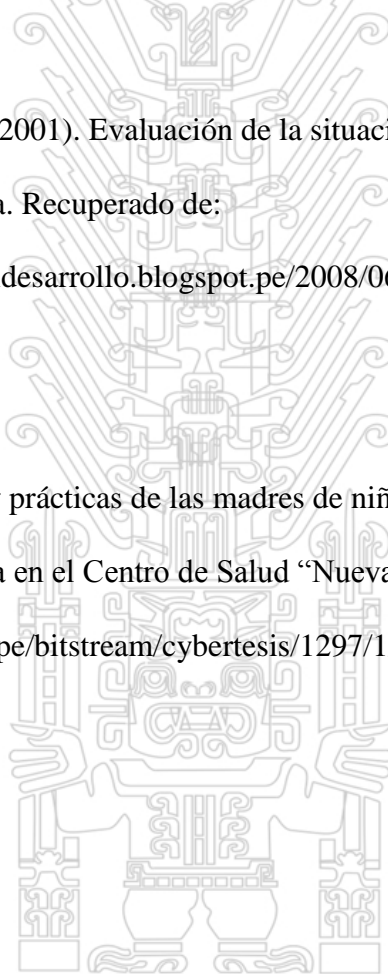 2001). Evaluación de la situaci
a. Recuperado de:
desarrollo.blogspot.pe/2008/0
prácticas de las madres de niñ
a en el Centro de Salud “Nueva
pe/bitstream/cybertesis/1297/1